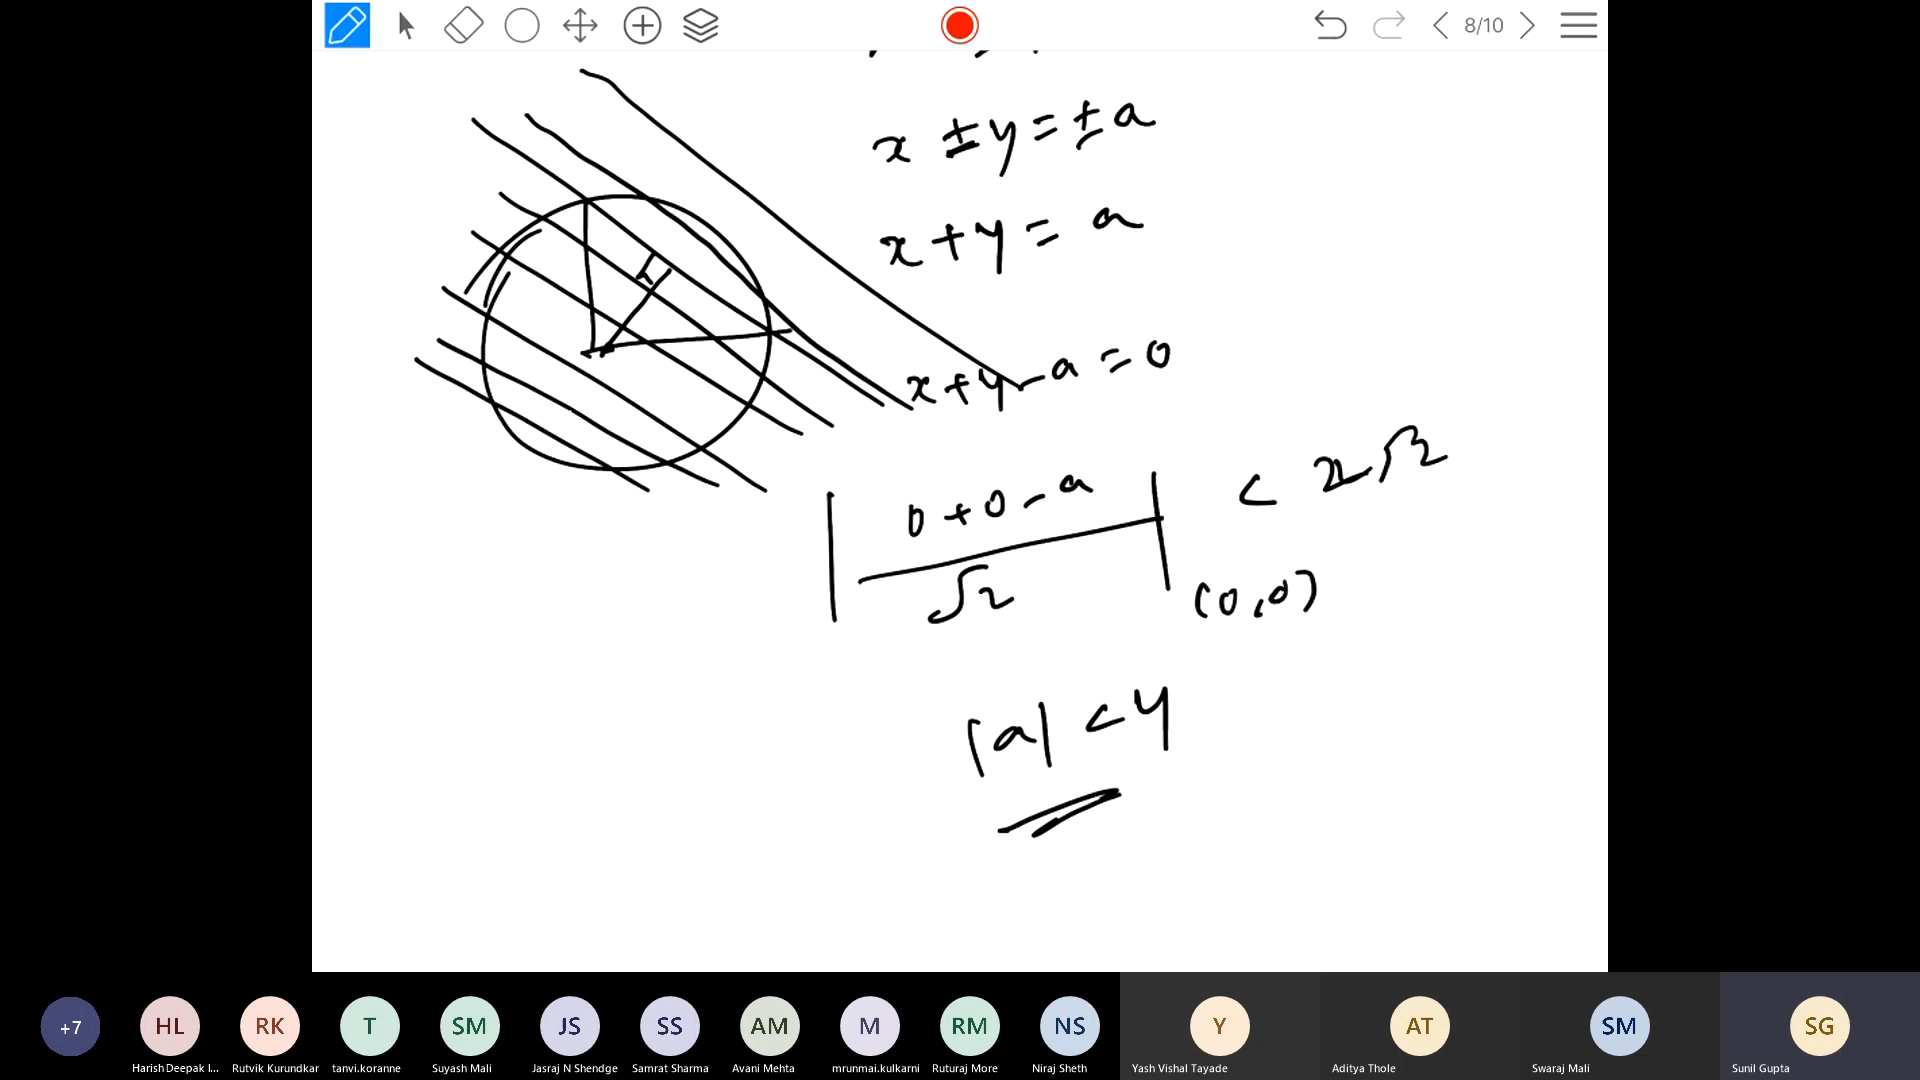 8/10
x ± y = ± a
x + y = a
x + y - a = 0
| 0 + 0 - a / √2 | < 2√2
(0,0)
|a| < 4
+7 HL RK T SM JS SS AM M RM NS Y AT SM SG
Harish Deepak I... Rutvik Kurundkar tanvi.koranne Suyash Mali Jasraj N Shendge Samrat Sharma Avani Mehta mrunmai.kulkarni Ruturaj More Niraj Sheth Yash Vishal Tayade Aditya Thole Swaraj Mali Sunil Gupta